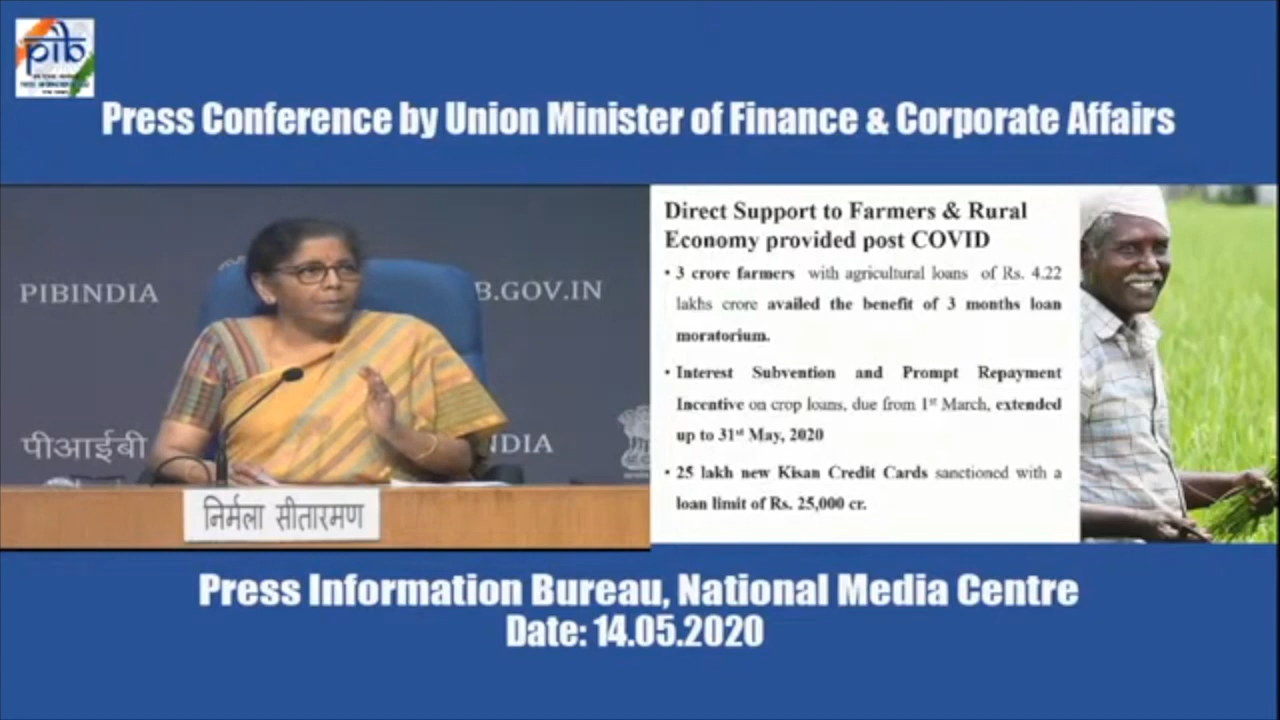 pib
Press Conference by Union Minister of Finance & Corporate Affairs
PIBINDIA
B.GOV.IN
पीआईबी
NDIA
निर्मला सीतारमण
Direct Support to Farmers & Rural
Economy provided post COVID
• 3 crore farmers with agricultural loans of Rs. 4.22
lakhs crore availed the benefit of 3 months loan
moratorium.
• Interest Subvention and Prompt Repayment
Incentive on crop loans, due from 1st March, extended
up to 31st May, 2020
• 25 lakh new Kisan Credit Cards sanctioned with a
loan limit of Rs. 25,000 cr.
Press Information Bureau, National Media Centre
Date: 14.05.2020